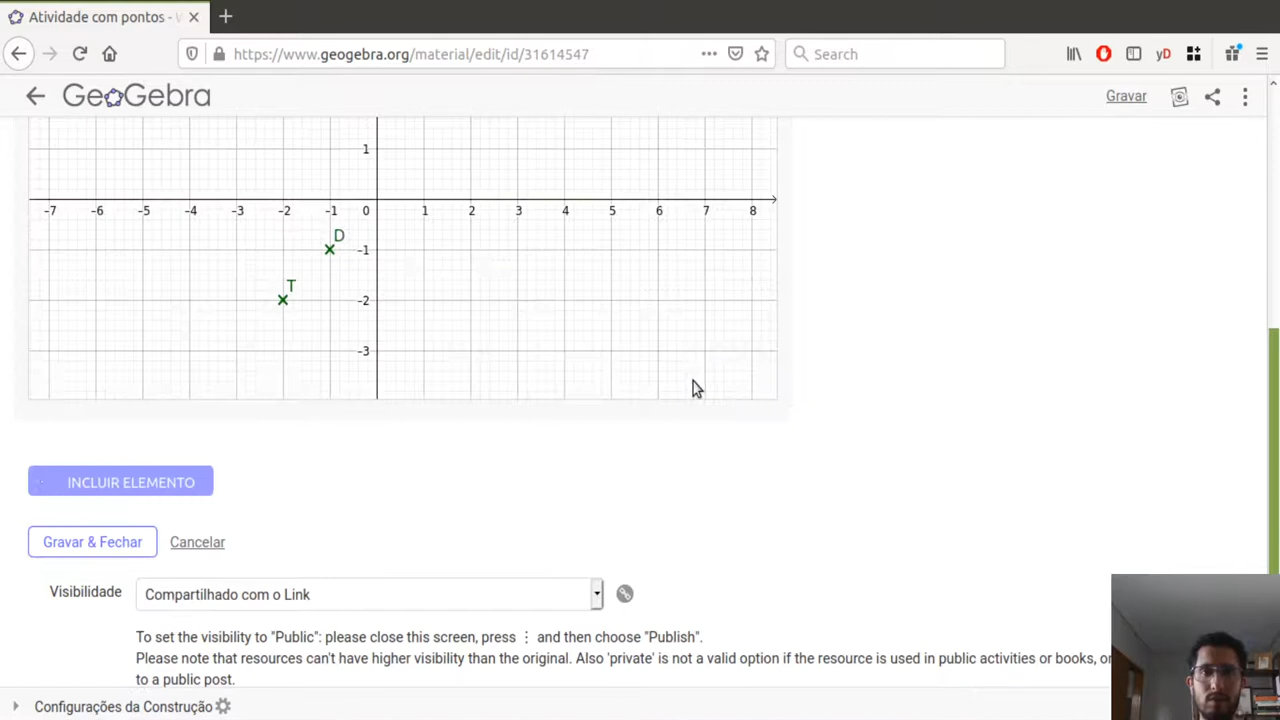 Atividade com pontos -
https://www.geogebra.org/material/edit/id/31614547
Search
yD
GeoGebra
Gravar
1
-7 -6 -5 -4 -3 -2 -1 0 1 2 3 4 5 6 7 8
D
-1
T
-2
-3
INCLUIR ELEMENTO
Gravar & Fechar Cancelar
Visibilidade Compartilhado com o Link
To set the visibility to "Public": please close this screen, press ⋮ and then choose "Publish".
Please note that resources can't have higher visibility than the original. Also 'private' is not a valid option if the resource is used in public activities or books, or
to a public post.
Configurações da Construção